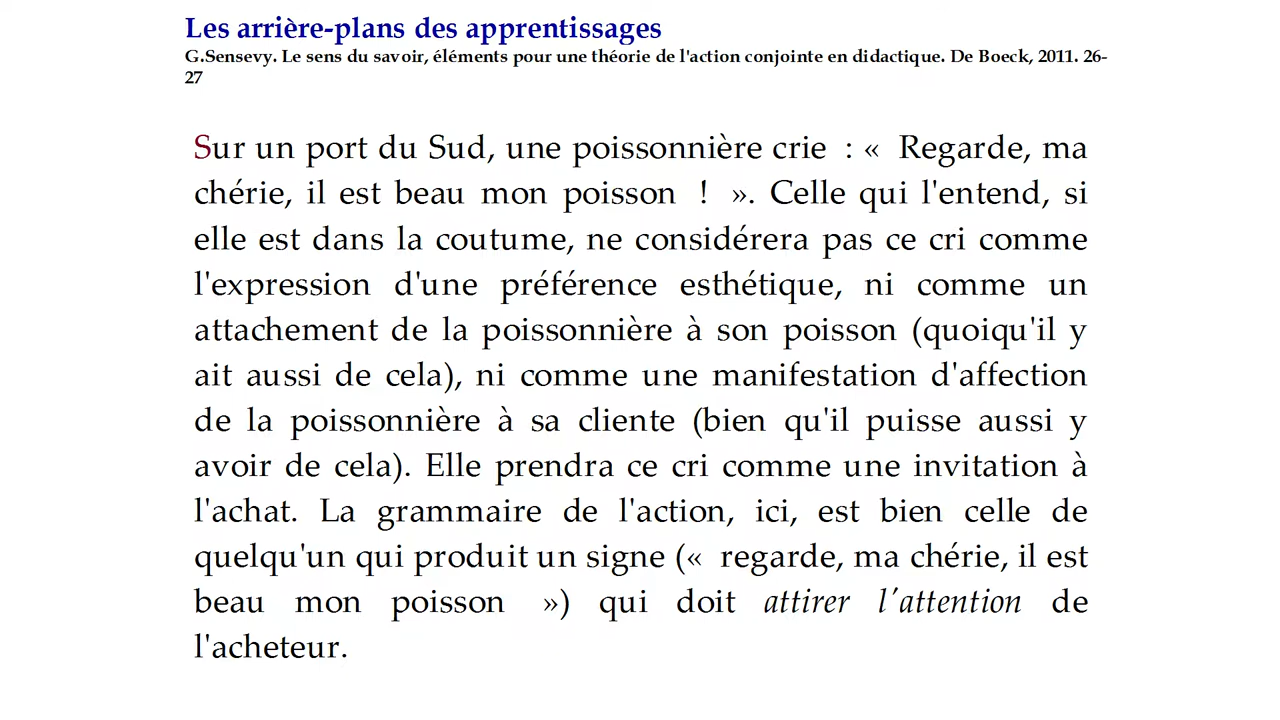 Les arrière-plans des apprentissages
G.Sensevy. Le sens du savoir, éléments pour une théorie de l'action conjointe en didactique. De Boeck, 2011. 26-
27
Sur un port du Sud, une poissonnière crie : « Regarde, ma
chérie, il est beau mon poisson ! ». Celle qui l'entend, si
elle est dans la coutume, ne considérera pas ce cri comme
l'expression d'une préférence esthétique, ni comme un
attachement de la poissonnière à son poisson (quoiqu'il y
ait aussi de cela), ni comme une manifestation d'affection
de la poissonnière à sa cliente (bien qu'il puisse aussi y
avoir de cela). Elle prendra ce cri comme une invitation à
l'achat. La grammaire de l'action, ici, est bien celle de
quelqu'un qui produit un signe (« regarde, ma chérie, il est
beau mon poisson ») qui doit attirer l'attention de
l'acheteur.